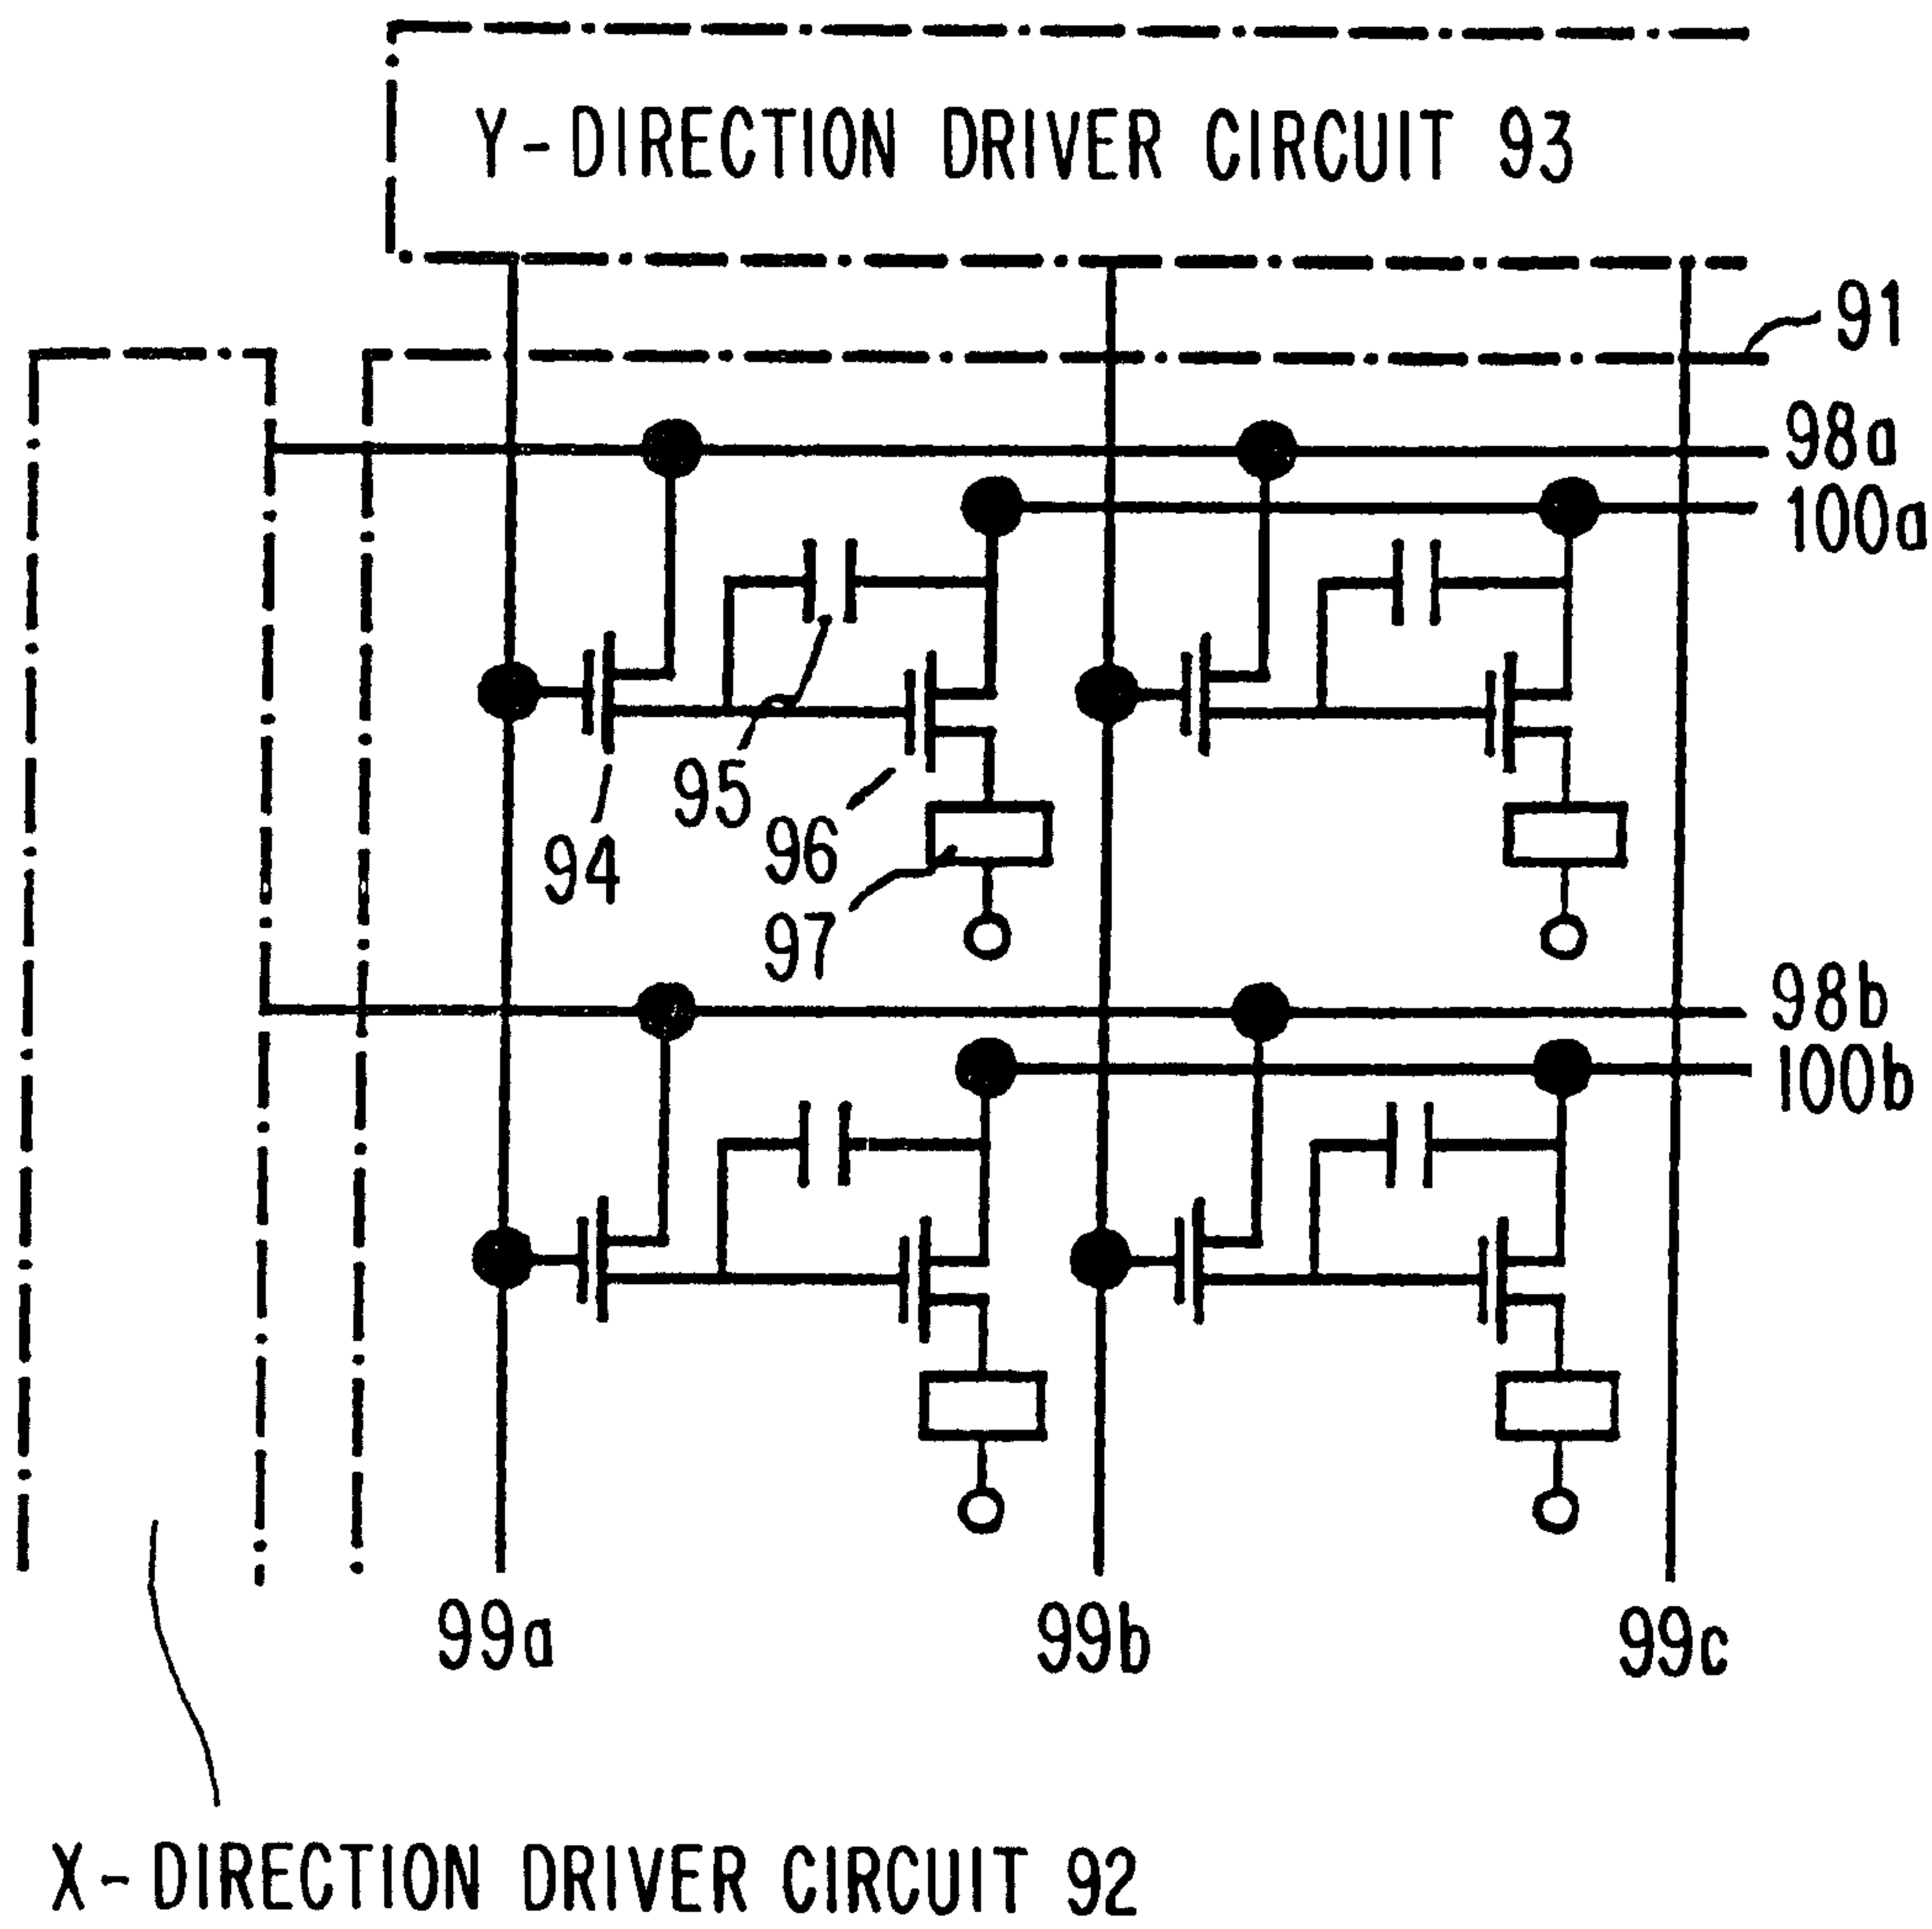 Y-DIRECTION DRIVER CIRCUIT 93
91
98a
100a
95
94
96
97
98b
100b
99a
99b
99c
X-DIRECTION DRIVER CIRCUIT 92